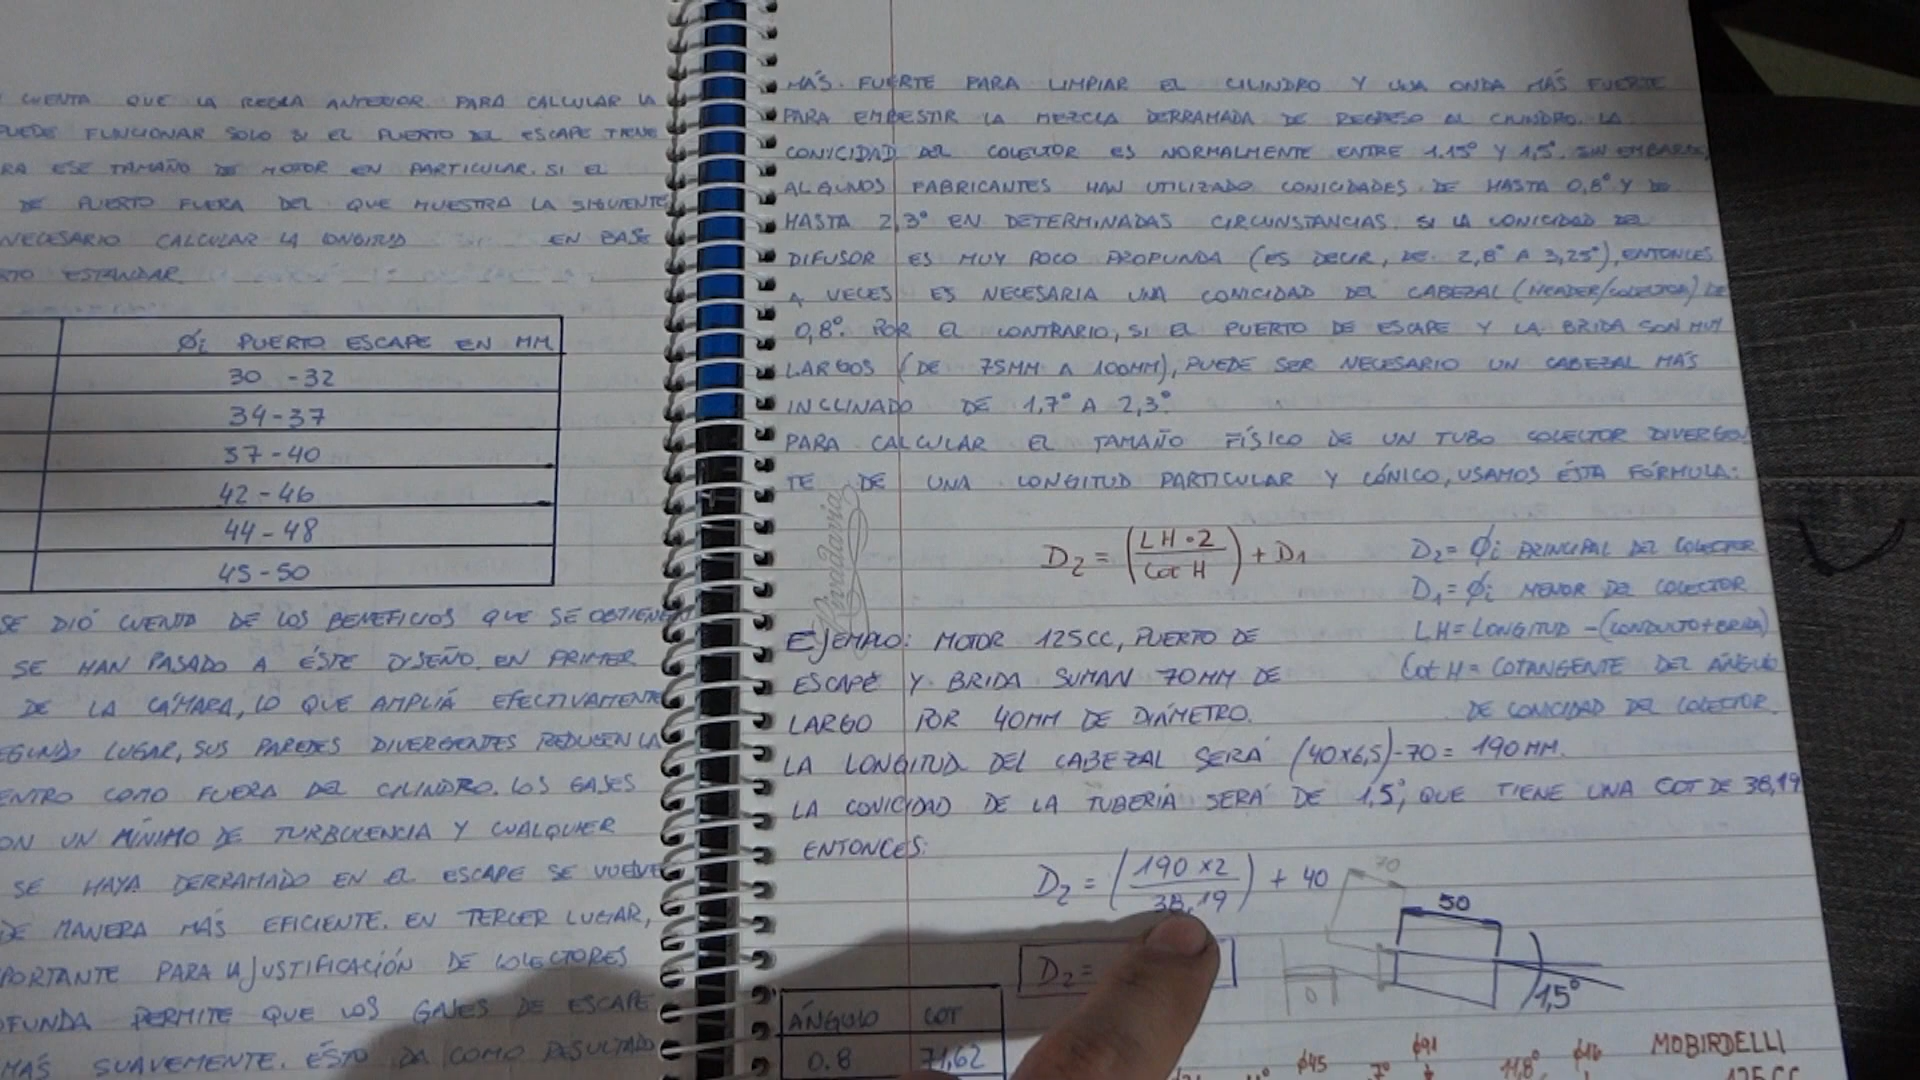 CUENTA QUE LA REGLA ANTERIOR PARA CALCULAR LA
PUEDE FUNCIONAR SOLO SI EL PUERTO DEL ESCAPE TIENE
RA ESE TAMAÑO DE MOTOR EN PARTICULAR. SI EL
DE PUERTO FUERA DEL QUE MUESTRA LA SIGUIENTE
NECESARIO CALCULAR LA LONGITUD EN BASE
RTO ESTANDAR
Øi PUERTO ESCAPE EN MM
30 - 32
34-37
37-40
42-46
44-48
45-50
SE DIÓ CUENTA DE LOS BENEFICIOS QUE SE OBTIENEN
SE HAN PASADO A ÉSTE DISEÑO. EN PRIMER
DE LA CÁMARA, LO QUE AMPLIÁ EFECTIVAMENTE
EGUNDO LUGAR, SUS PAREDES DIVERGENTES REDUCEN LA
ENTRO COMO FUERA DEL CILINDRO. LOS GASES
ON UN MÍNIMO DE TURBULENCIA Y CUALQUIER
SE HAYA DERRAMADO EN EL ESCAPE SE VUELVE
DE MANERA MÁS EFICIENTE. EN TERCER LUGAR,
PORTANTE PARA LA JUSTIFICACIÓN DE COLECTORES
OFUNDA PERMITE QUE LOS GASES DE ESCAPE
MÁS SUAVEMENTE. ÉSTO DA COMO RESULTADO
MÁS FUERTE PARA LIMPIAR EL CILINDRO Y UNA ONDA MÁS FUERTE
PARA EMBESTIR LA MEZCLA DERRAMADA DE REGRESO AL CILINDRO. LA
CONICIDAD DEL COLECTOR ES NORMALMENTE ENTRE 1.15° Y 1,5°. SIN EMBARGO,
ALGUNOS FABRICANTES HAN UTILIZADO CONICIDADES DE HASTA 0,8° Y DE
HASTA 2,3° EN DETERMINADAS CIRCUNSTANCIAS. SI LA CONICIDAD DEL
DIFUSOR ES MUY POCO PROFUNDA (ES DECIR, DE 2,8° A 3,25°), ENTONCES
A VECES ES NECESARIA UNA CONICIDAD DEL CABEZAL (HEADER/COLECTOR) DE
0,8°. POR EL CONTRARIO, SI EL PUERTO DE ESCAPE Y LA BRIDA SON MUY
LARGOS (DE 75MM A 100MM), PUEDE SER NECESARIO UN CABEZAL MÁS
INCLINADO DE 1,7° A 2,3°.
PARA CALCULAR EL TAMAÑO FÍSICO DE UN TUBO COLECTOR DIVERGEN
TE DE UNA LONGITUD PARTICULAR Y CÓNICO, USAMOS ÉSTA FÓRMULA:
D2 = (LH·2 / Cot H) + D1
D2 = Øi PRINCIPAL DEL COLECTOR
D1 = Øi MENOR DE COLECTOR
LH = LONGITUD - (CONDUCTO + BRIDA)
Cot H = COTANGENTE DEL ÁNGULO
DE CONICIDAD DEL COLECTOR.
Rivadavia
EJEMPLO: MOTOR 125CC, PUERTO DE
ESCAPE Y BRIDA SUMAN 70MM DE
LARGO POR 40MM DE DIÁMETRO.
LA LONGITUD DEL CABEZAL SERÁ (40x6,5)-70 = 190MM.
LA CONICIDAD DE LA TUBERÍA SERÁ DE 1,5°, QUE TIENE UNA COT DE 38,19
ENTONCES:
D2 = (190 x 2 / 38,19) + 40
70
50
1,5°
D2 =
ÁNGULO COT
0.8 71,62
Ø45
7°
Ø91
11,8°
MOBIRDELLI
125CC